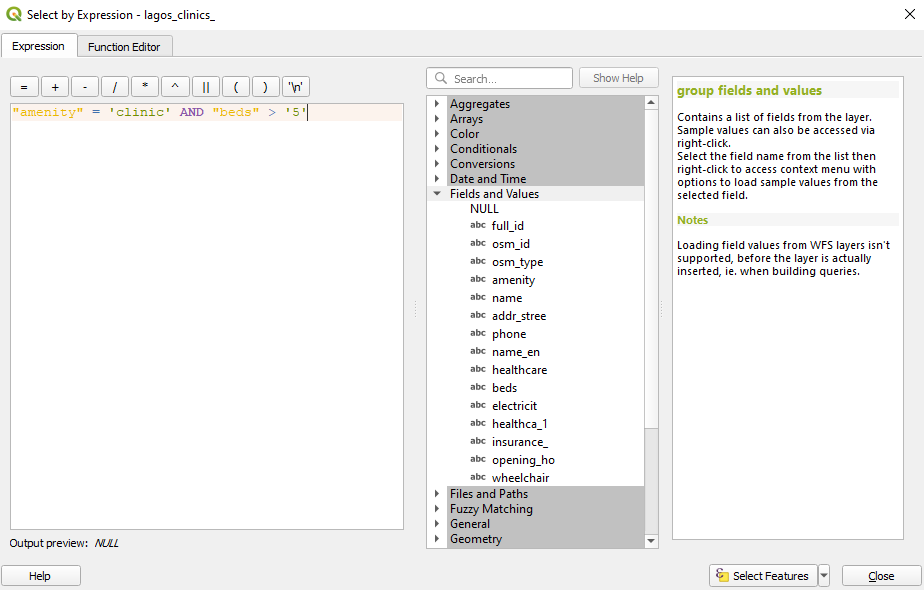 Select by Expression - lagos_clinics_
Expression
Function Editor
= + - / * ^ || ( ) '\n'
"amenity" = 'clinic' AND "beds" > '5'
Output preview: NULL
Search...
Show Help
Aggregates
Arrays
Color
Conditionals
Conversions
Date and Time
Fields and Values
NULL
abc full_id
abc osm_id
abc osm_type
abc amenity
abc name
abc addr_stree
abc phone
abc name_en
abc healthcare
abc beds
abc electricit
abc healthca_1
abc insurance_
abc opening_ho
abc wheelchair
Files and Paths
Fuzzy Matching
General
Geometry
group fields and values
Contains a list of fields from the layer.
Sample values can also be accessed via
right-click.
Select the field name from the list then
right-click to access context menu with
options to load sample values from the
selected field.
Notes
Loading field values from WFS layers isn't
supported, before the layer is actually
inserted, ie. when building queries.
Help
Select Features
Close